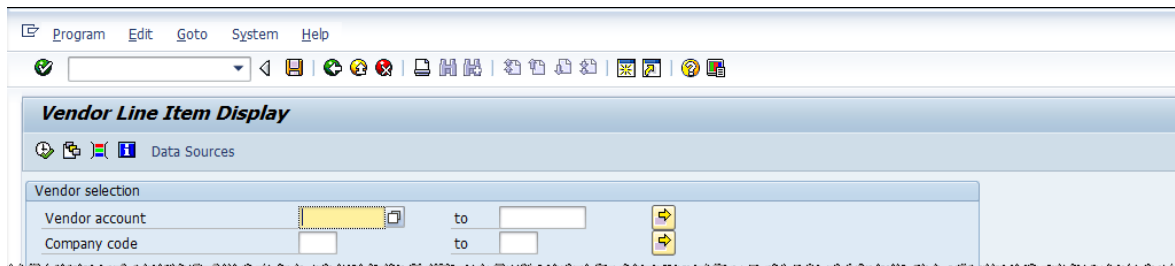 Program Edit Goto System Help
Vendor Line Item Display
Data Sources
Vendor selection
Vendor account to
Company code to